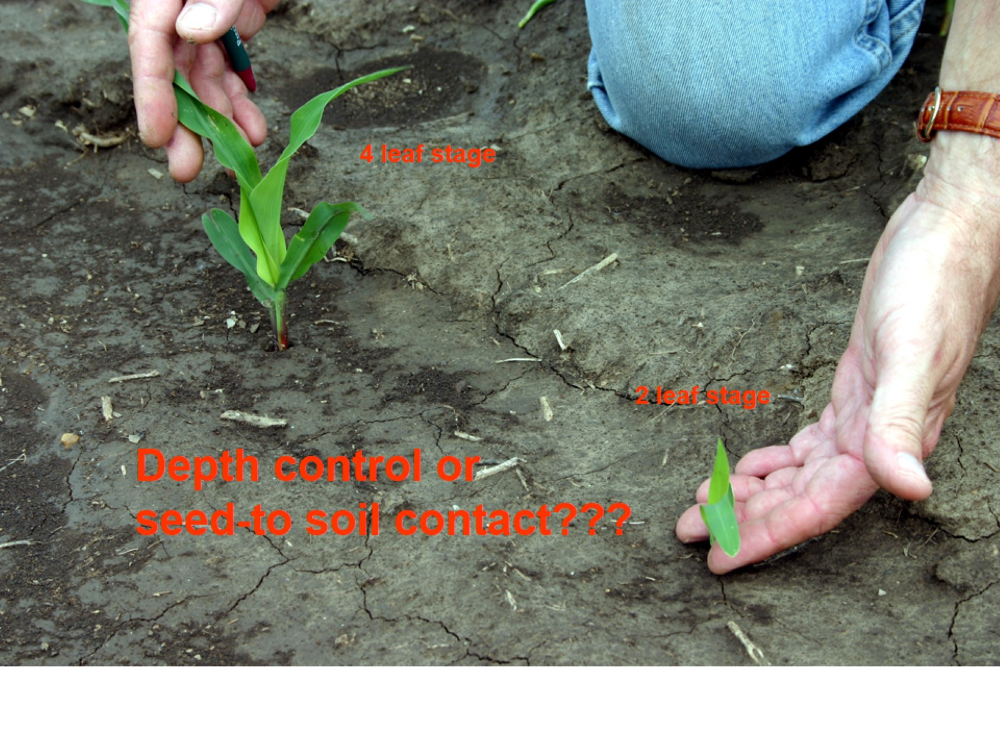 4 leaf stage
2 leaf stage
Depth control or
seed-to soil contact???